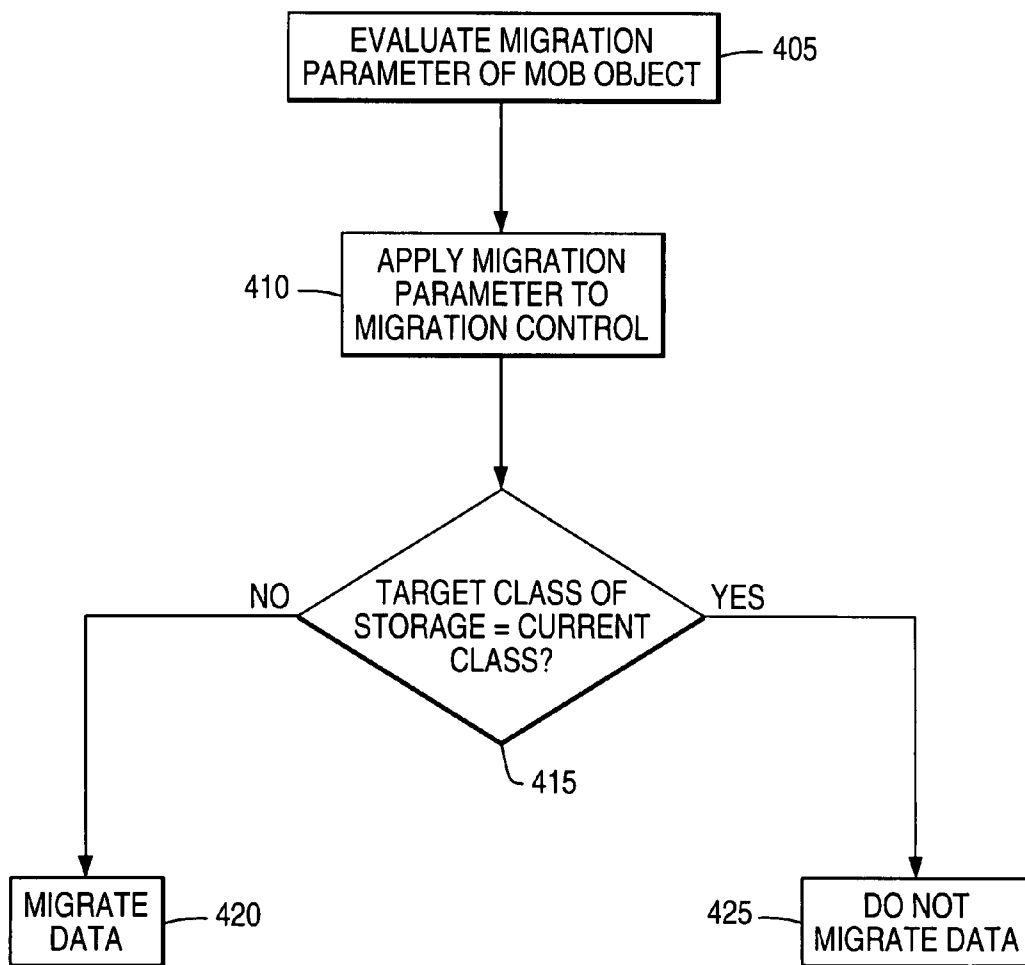 EVALUATE MIGRATION
PARAMETER OF MOB OBJECT
405
APPLY MIGRATION
PARAMETER TO
MIGRATION CONTROL
410
NO
TARGET CLASS OF
STORAGE = CURRENT
CLASS?
YES
415
MIGRATE
DATA
420
425
DO NOT
MIGRATE DATA